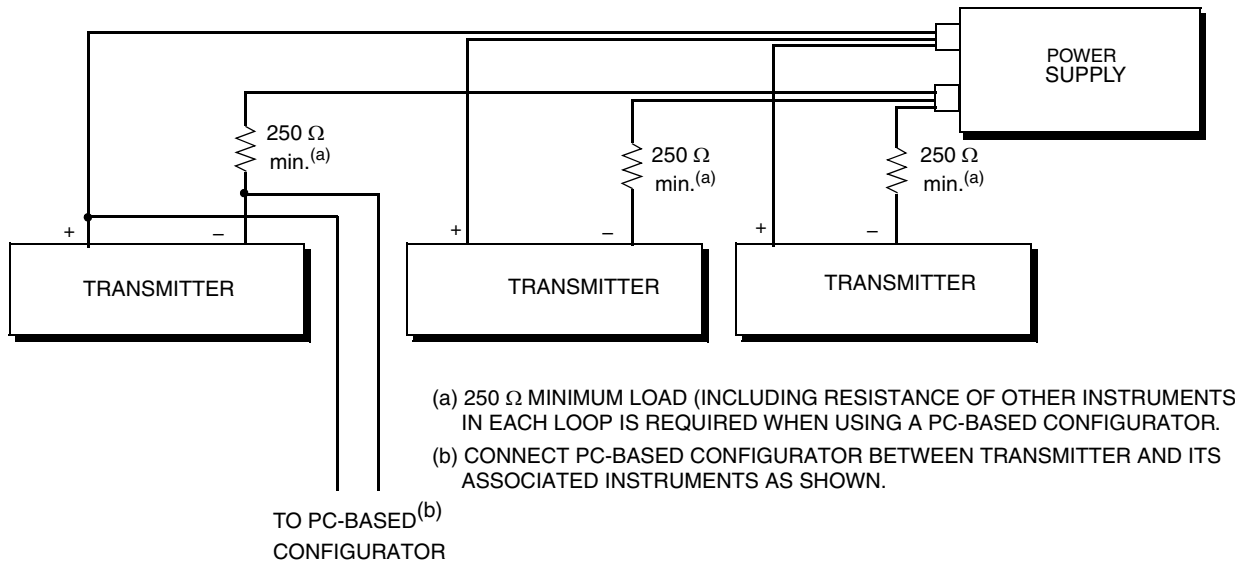 POWER
SUPPLY
250 Ω
min.(a)
250 Ω
min.(a)
250 Ω
min.(a)
+
–
+
–
+
–
TRANSMITTER
TRANSMITTER
TRANSMITTER
(a) 250 Ω MINIMUM LOAD (INCLUDING RESISTANCE OF OTHER INSTRUMENTS
IN EACH LOOP IS REQUIRED WHEN USING A PC-BASED CONFIGURATOR.
(b) CONNECT PC-BASED CONFIGURATOR BETWEEN TRANSMITTER AND ITS
ASSOCIATED INSTRUMENTS AS SHOWN.
TO PC-BASED(b)
CONFIGURATOR